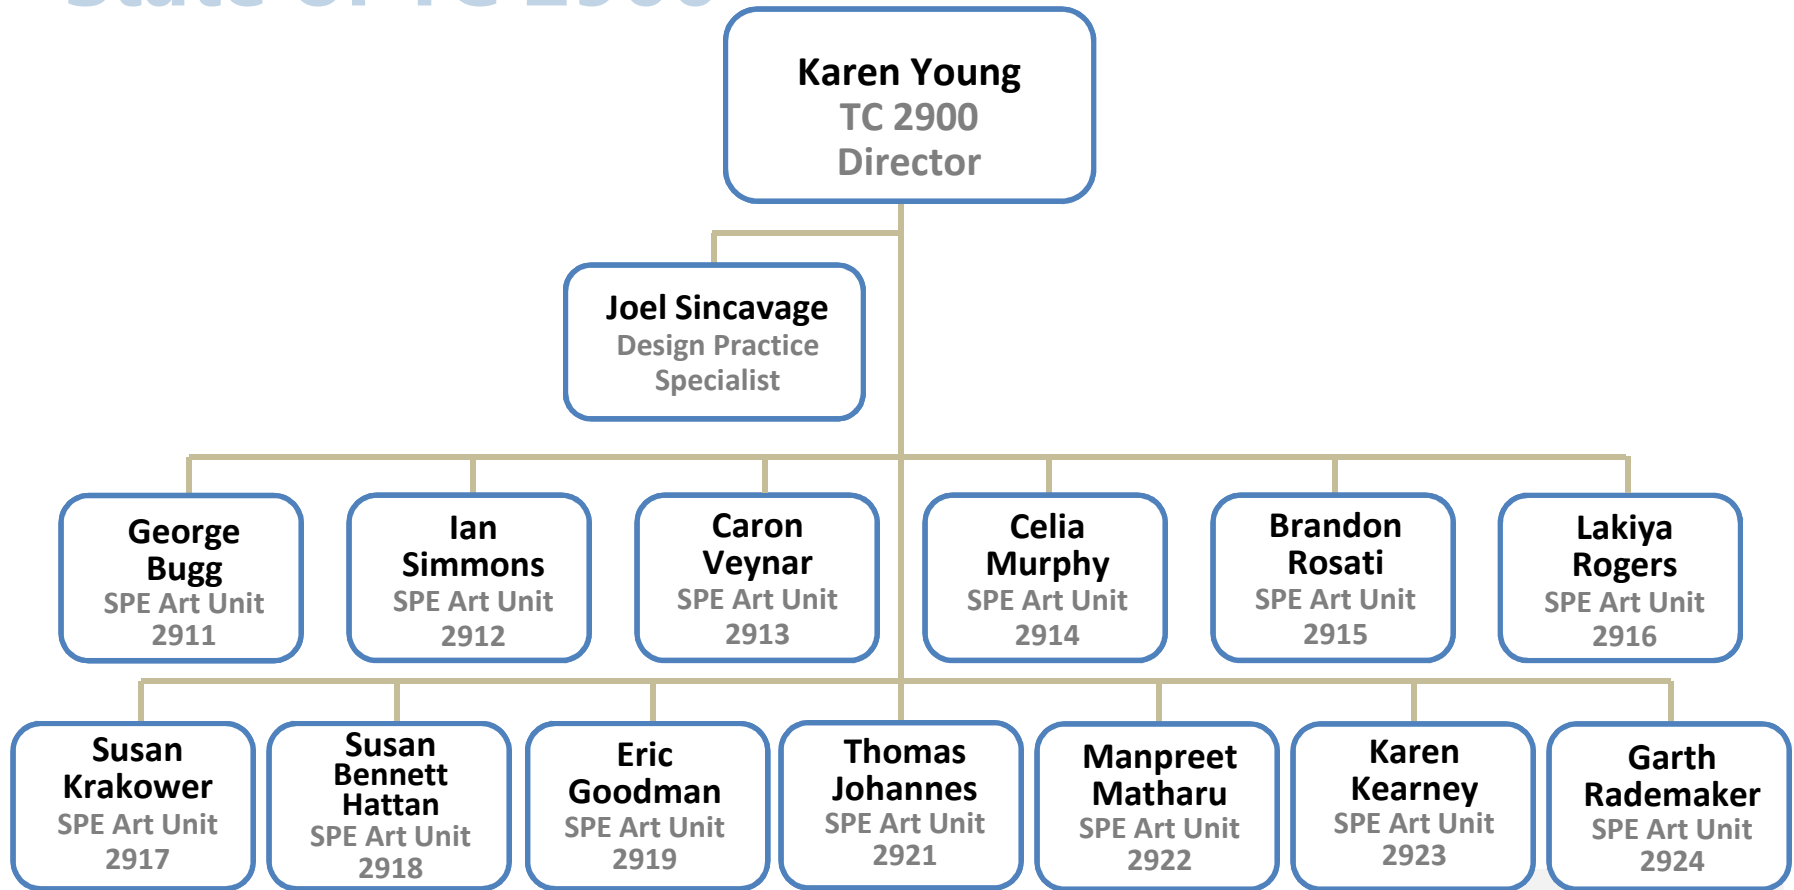 State of TC 2900
Karen Young
TC 2900
Director
Joel Sincavage
Design Practice
Specialist
George
Bugg
SPE Art Unit
2911
Ian
Simmons
SPE Art Unit
2912
Caron
Veynar
SPE Art Unit
2913
Celia
Murphy
SPE Art Unit
2914
Brandon
Rosati
SPE Art Unit
2915
Lakiya
Rogers
SPE Art Unit
2916
Susan
Krakower
SPE Art Unit
2917
Susan
Bennett
Hattan
SPE Art Unit
2918
Eric
Goodman
SPE Art Unit
2919
Thomas
Johannes
SPE Art Unit
2921
Manpreet
Matharu
SPE Art Unit
2922
Karen
Kearney
SPE Art Unit
2923
Garth
Rademaker
SPE Art Unit
2924